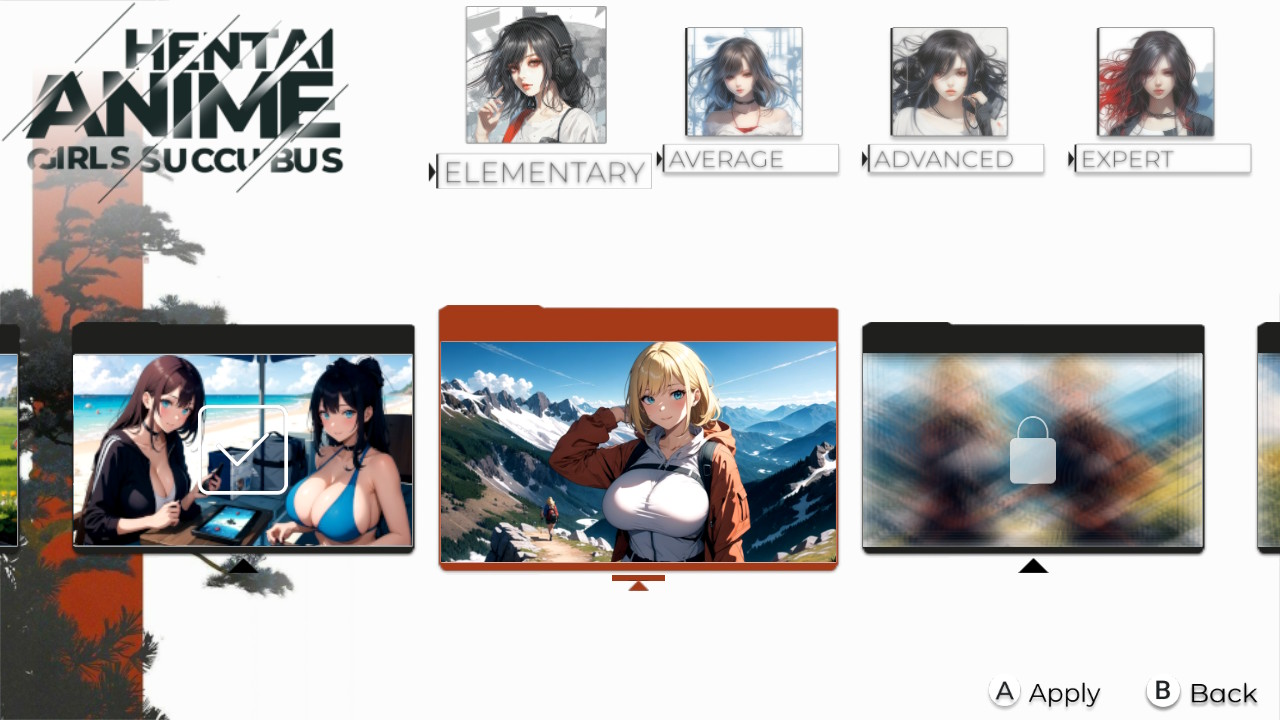 HENTAI
ANIME
GIRLS SUCCUBUS
ELEMENTARY
AVERAGE
ADVANCED
EXPERT
A Apply
B Back